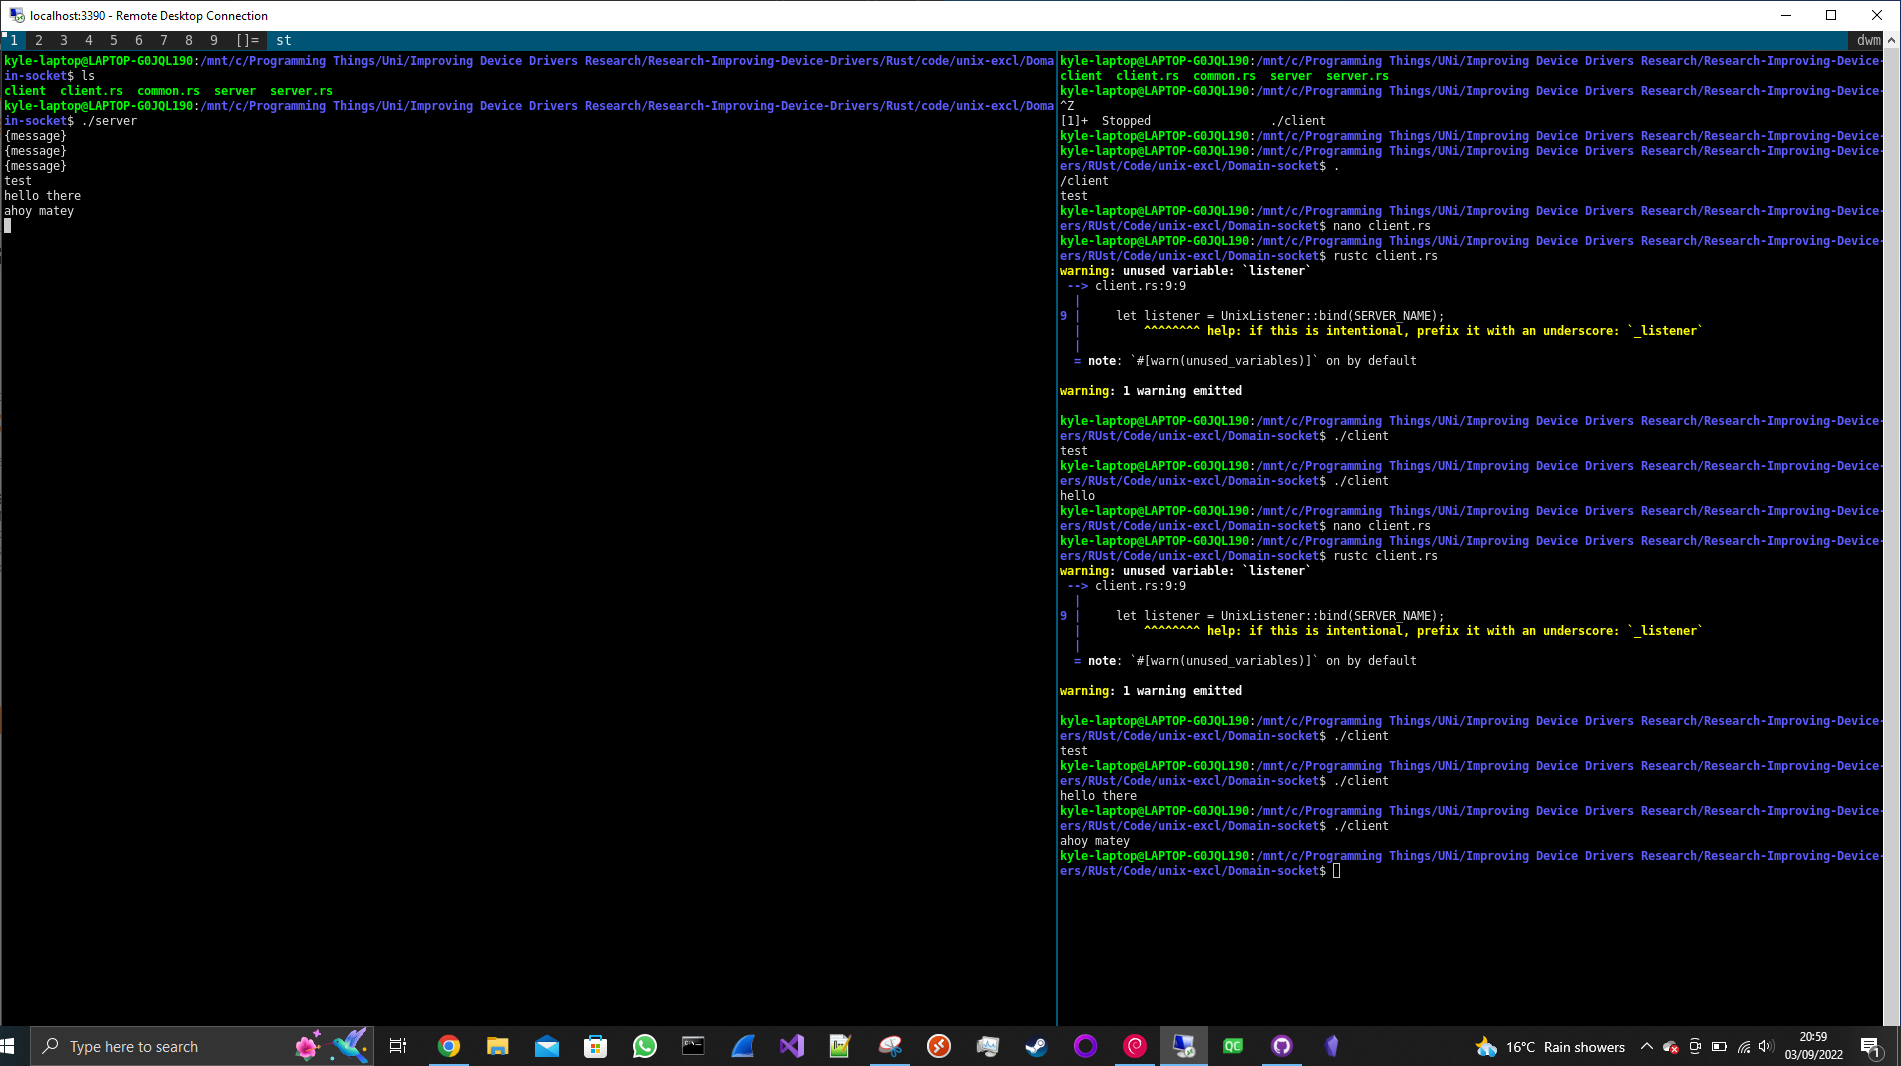 localhost:3390 - Remote Desktop Connection
1 2 3 4 5 6 7 8 9 []= st
dwm
kyle-laptop@LAPTOP-G0JQL190:/mnt/c/Programming Things/Uni/Improving Device Drivers Research/Research-Improving-Device-Drivers/Rust/code/unix-excl/Doma
in-socket$ ls
client  client.rs  common.rs  server  server.rs
kyle-laptop@LAPTOP-G0JQL190:/mnt/c/Programming Things/Uni/Improving Device Drivers Research/Research-Improving-Device-Drivers/Rust/code/unix-excl/Doma
in-socket$ ./server
{message}
{message}
{message}
test
hello there
ahoy matey
kyle-laptop@LAPTOP-G0JQL190:/mnt/c/Programming Things/UNi/Improving Device Drivers Research/Research-Improving-Device-
client  client.rs  common.rs  server  server.rs
kyle-laptop@LAPTOP-G0JQL190:/mnt/c/Programming Things/UNi/Improving Device Drivers Research/Research-Improving-Device-
^Z
[1]+  Stopped                 ./client
kyle-laptop@LAPTOP-G0JQL190:/mnt/c/Programming Things/UNi/Improving Device Drivers Research/Research-Improving-Device-
kyle-laptop@LAPTOP-G0JQL190:/mnt/c/Programming Things/UNi/Improving Device Drivers Research/Research-Improving-Device-
ers/RUst/Code/unix-excl/Domain-socket$ .
/client
test
kyle-laptop@LAPTOP-G0JQL190:/mnt/c/Programming Things/UNi/Improving Device Drivers Research/Research-Improving-Device-
ers/RUst/Code/unix-excl/Domain-socket$ nano client.rs
kyle-laptop@LAPTOP-G0JQL190:/mnt/c/Programming Things/UNi/Improving Device Drivers Research/Research-Improving-Device-
ers/RUst/Code/unix-excl/Domain-socket$ rustc client.rs
warning: unused variable: `listener`
 --> client.rs:9:9
  |
9 |     let listener = UnixListener::bind(SERVER_NAME);
  |         ^^^^^^^^ help: if this is intentional, prefix it with an underscore: `_listener`
  |
  = note: `#[warn(unused_variables)]` on by default
warning: 1 warning emitted
kyle-laptop@LAPTOP-G0JQL190:/mnt/c/Programming Things/UNi/Improving Device Drivers Research/Research-Improving-Device-
ers/RUst/Code/unix-excl/Domain-socket$ ./client
test
kyle-laptop@LAPTOP-G0JQL190:/mnt/c/Programming Things/UNi/Improving Device Drivers Research/Research-Improving-Device-
ers/RUst/Code/unix-excl/Domain-socket$ ./client
hello
kyle-laptop@LAPTOP-G0JQL190:/mnt/c/Programming Things/UNi/Improving Device Drivers Research/Research-Improving-Device-
ers/RUst/Code/unix-excl/Domain-socket$ nano client.rs
kyle-laptop@LAPTOP-G0JQL190:/mnt/c/Programming Things/UNi/Improving Device Drivers Research/Research-Improving-Device-
ers/RUst/Code/unix-excl/Domain-socket$ rustc client.rs
warning: unused variable: `listener`
 --> client.rs:9:9
  |
9 |     let listener = UnixListener::bind(SERVER_NAME);
  |         ^^^^^^^^ help: if this is intentional, prefix it with an underscore: `_listener`
  |
  = note: `#[warn(unused_variables)]` on by default
warning: 1 warning emitted
kyle-laptop@LAPTOP-G0JQL190:/mnt/c/Programming Things/UNi/Improving Device Drivers Research/Research-Improving-Device-
ers/RUst/Code/unix-excl/Domain-socket$ ./client
test
kyle-laptop@LAPTOP-G0JQL190:/mnt/c/Programming Things/UNi/Improving Device Drivers Research/Research-Improving-Device-
ers/RUst/Code/unix-excl/Domain-socket$ ./client
hello there
kyle-laptop@LAPTOP-G0JQL190:/mnt/c/Programming Things/UNi/Improving Device Drivers Research/Research-Improving-Device-
ers/RUst/Code/unix-excl/Domain-socket$ ./client
ahoy matey
kyle-laptop@LAPTOP-G0JQL190:/mnt/c/Programming Things/UNi/Improving Device Drivers Research/Research-Improving-Device-
ers/RUst/Code/unix-excl/Domain-socket$
Type here to search
QC
16°C Rain showers
20:59
03/09/2022
1